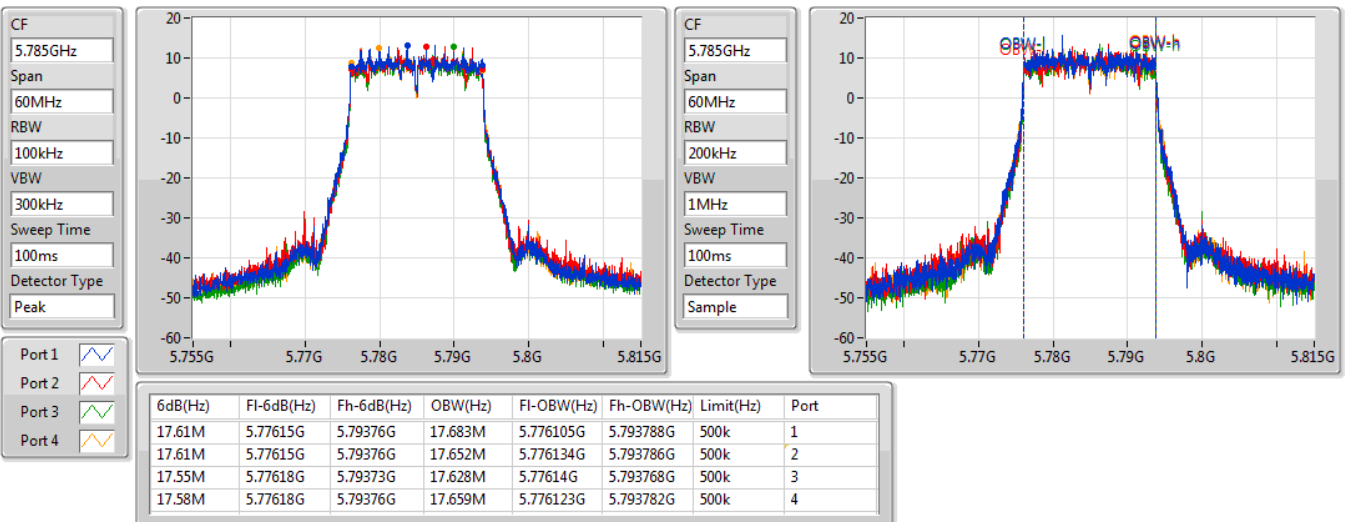 CF
5.785GHz
Span
60MHz
RBW
100kHz
VBW
300kHz
Sweep Time
100ms
Detector Type
Peak
Port 1
Port 2
Port 3
Port 4
20
10
0
-10
-20
-30
-40
-50
-60
5.755G 5.77G 5.78G 5.79G 5.8G 5.815G
CF
5.785GHz
Span
60MHz
RBW
200kHz
VBW
1MHz
Sweep Time
100ms
Detector Type
Sample
20
10
0
-10
-20
-30
-40
-50
-60
OBW-l OBW-h
5.755G 5.77G 5.78G 5.79G 5.8G 5.815G
6dB(Hz) Fl-6dB(Hz) Fh-6dB(Hz) OBW(Hz) Fl-OBW(Hz) Fh-OBW(Hz) Limit(Hz) Port
17.61M 5.77615G 5.79376G 17.683M 5.776105G 5.793788G 500k 1
17.61M 5.77615G 5.79376G 17.652M 5.776134G 5.793786G 500k 2
17.55M 5.77618G 5.79373G 17.628M 5.77614G 5.793768G 500k 3
17.58M 5.77618G 5.79376G 17.659M 5.776123G 5.793782G 500k 4